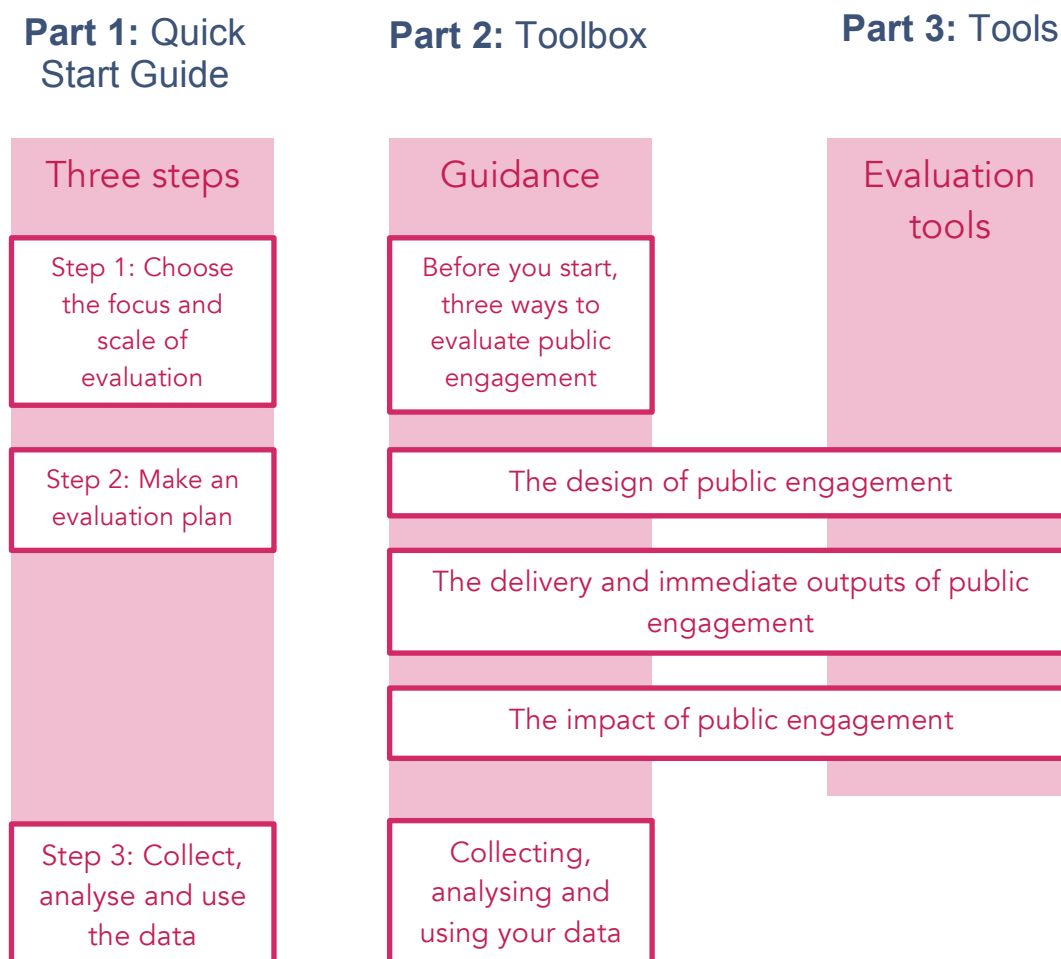 Part 1: Quick
Start Guide
Part 2: Toolbox
Part 3: Tools
Three steps
Guidance
Evaluation
tools
Step 1: Choose
the focus and
scale of
evaluation
Before you start,
three ways to
evaluate public
engagement
Step 2: Make an
evaluation plan
The design of public engagement
The delivery and immediate outputs of public
engagement
The impact of public engagement
Step 3: Collect,
analyse and use
the data
Collecting,
analysing and
using your data